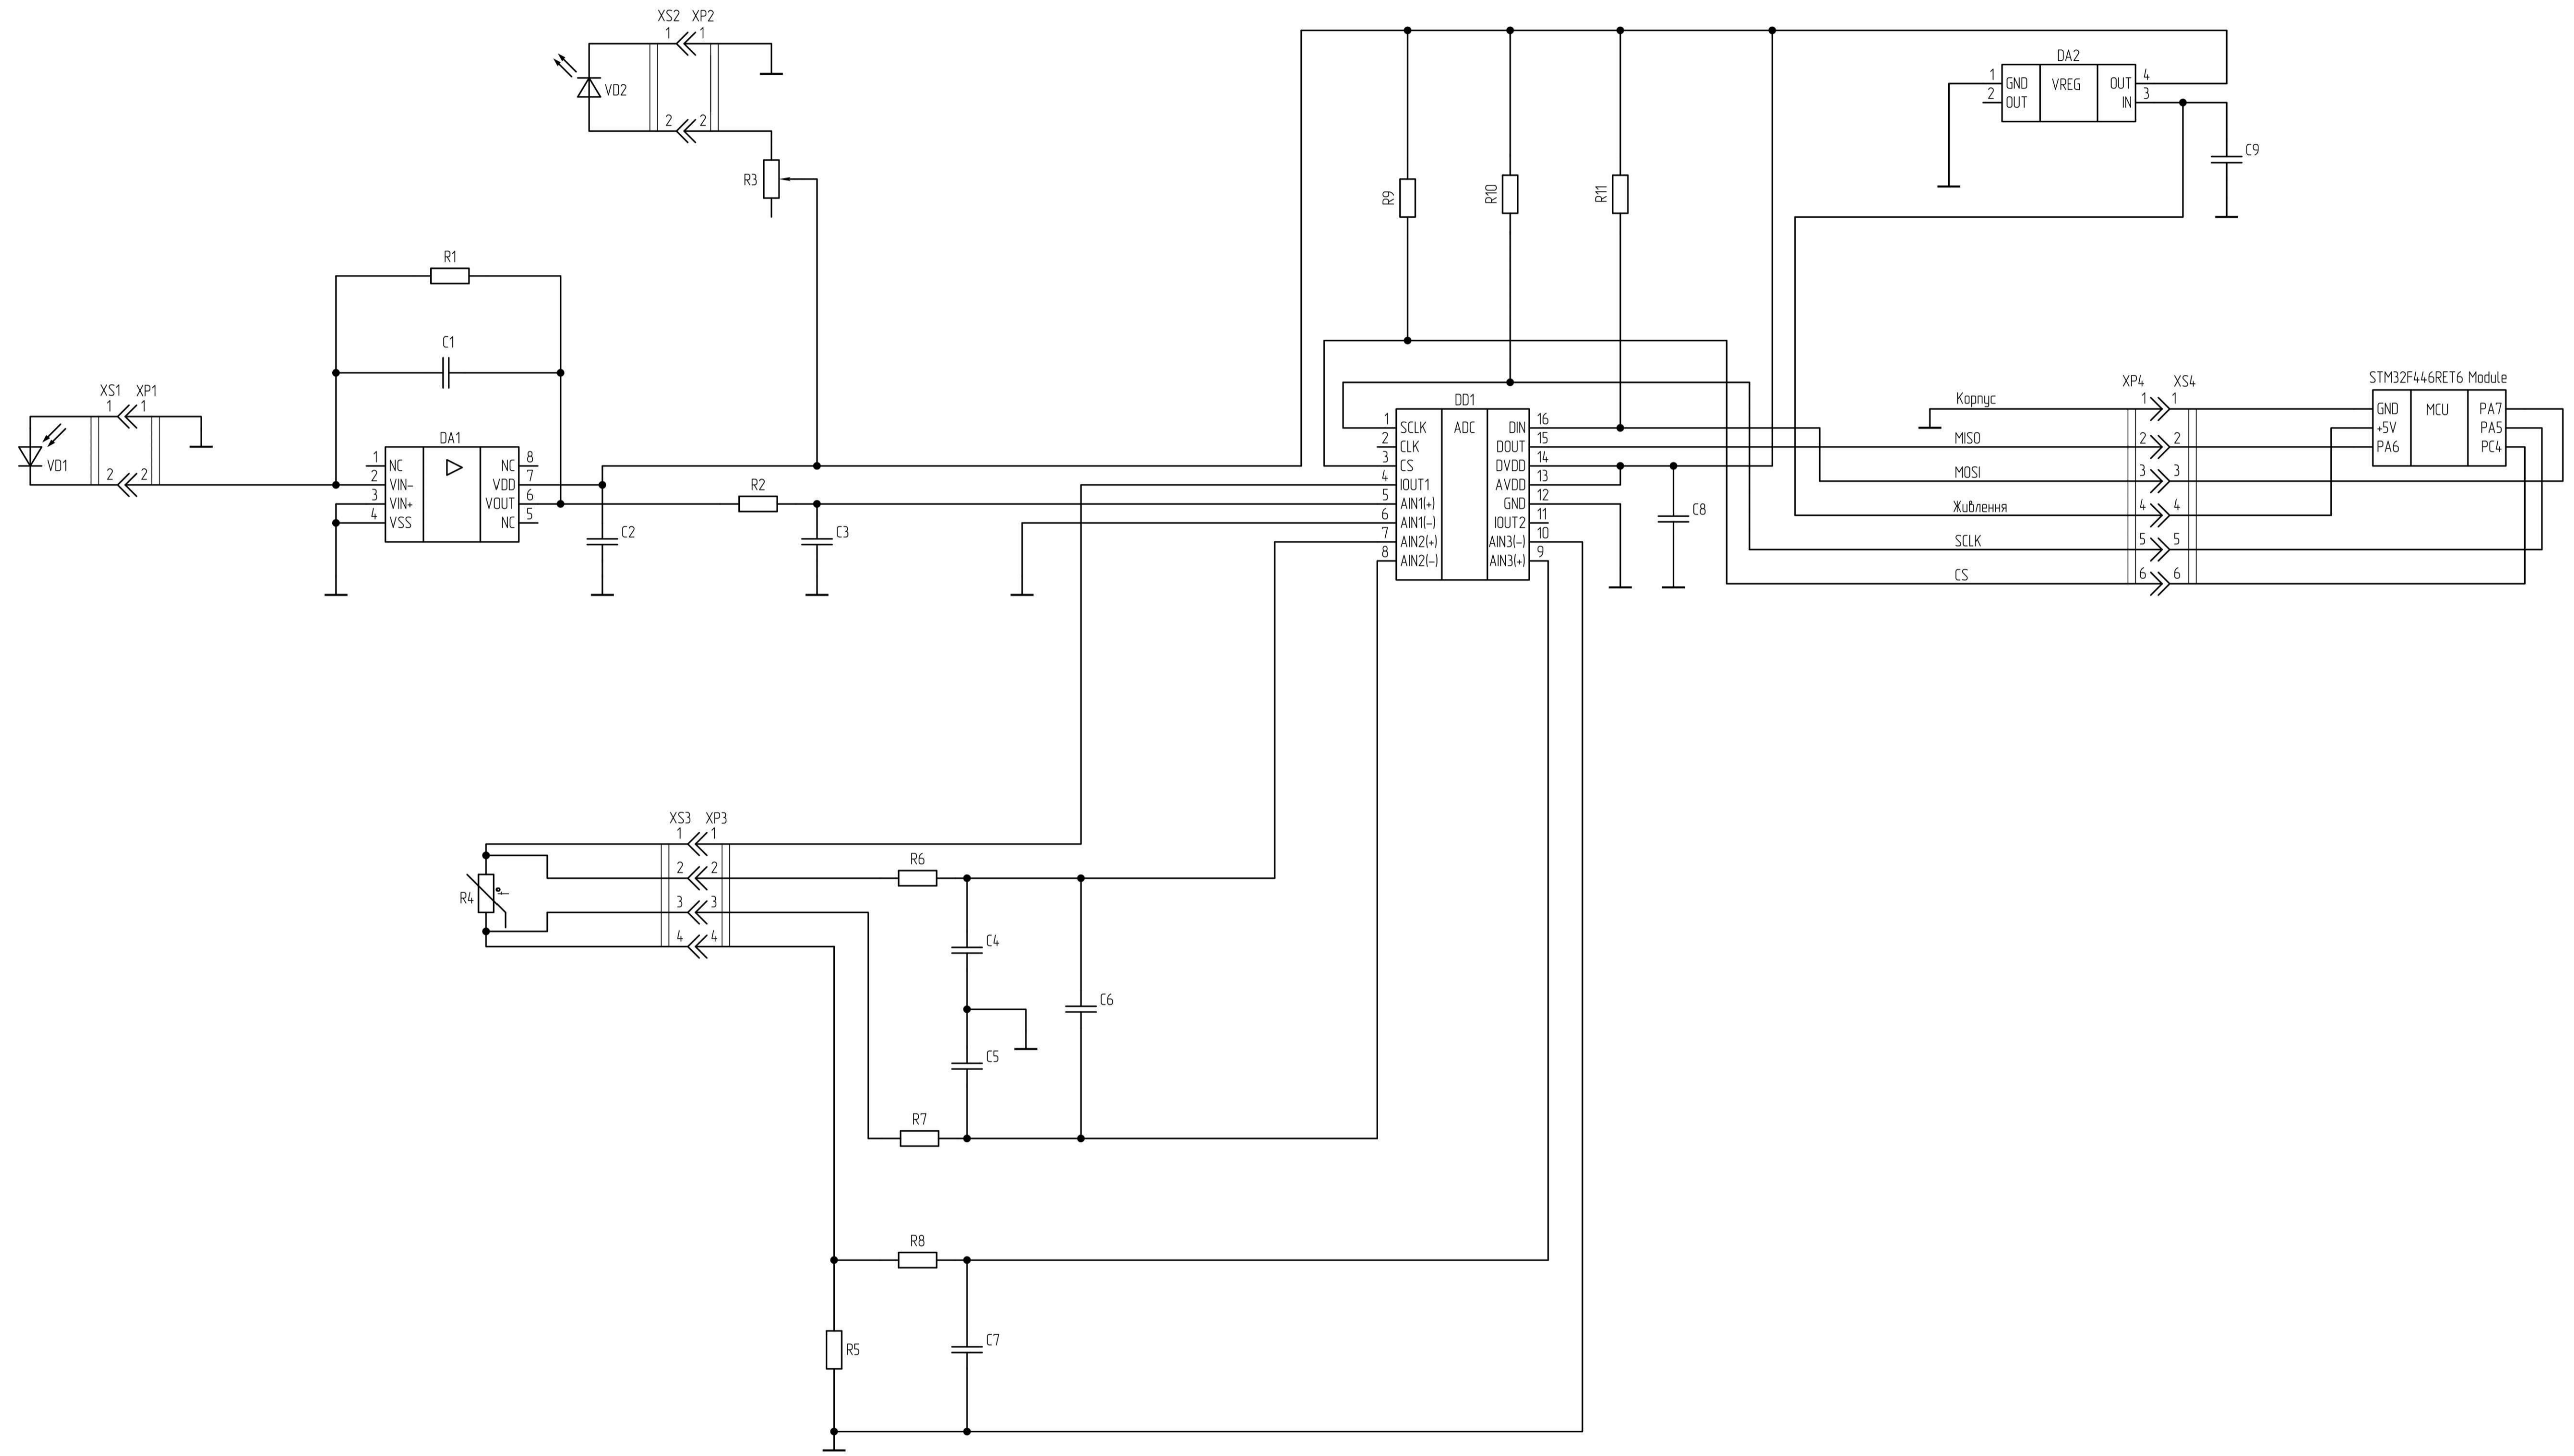 XS2 XP2
1 1
VD2
2 2
R3
DA2
1 GND VREG OUT 4
2 OUT IN 3
C9
R9
R10
R11
R1
C1
XS1 XP1
1 1
VD1
2 2
DA1
1 NC NC 8
2 VIN- VDD 7
3 VIN+ VOUT 6
4 VSS NC 5
R2
C2
C3
DD1
1 SCLK ADC DIN 16
2 CLK DOUT 15
3 CS DVDD 14
4 IOUT1 AVDD 13
5 AIN1(+) GND 12
6 AIN1(-) IOUT2 11
7 AIN2(+) AIN3(-) 10
8 AIN2(-) AIN3(+) 9
C8
XP4 XS4
Корпус 1 1
MISO 2 2
MOSI 3 3
Живлення 4 4
SCLK 5 5
CS 6 6
STM32F446RET6 Module
GND MCU PA7
+5V PA5
PA6 PC4
XS3 XP3
1 1
2 2
3 3
4 4
R4
t°
R6
C4
C6
C5
R7
R8
R5
C7